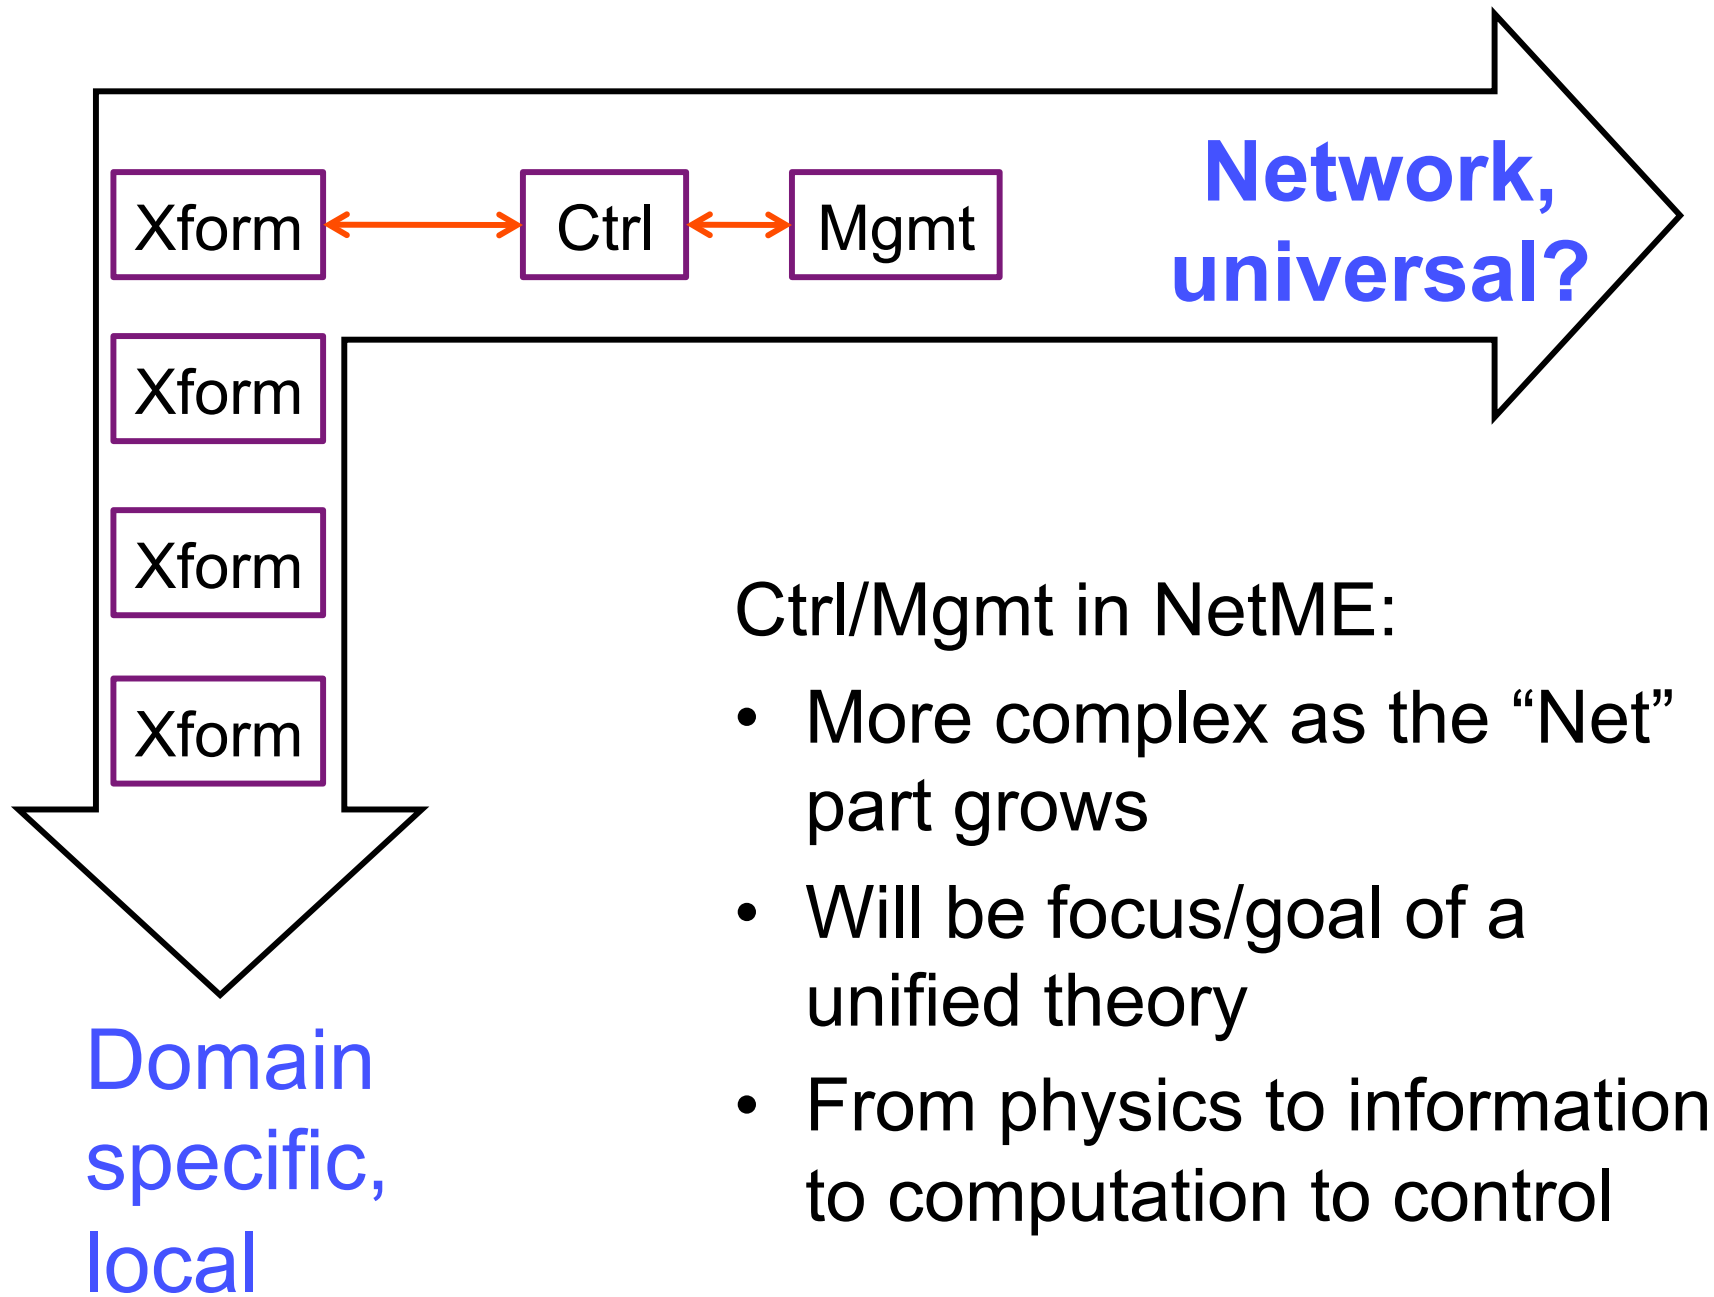 Network,
universal?
Xform
Ctrl
Mgmt
Xform
Xform
Xform
Domain
specific,
local
Ctrl/Mgmt in NetME:
• More complex as the “Net”
part grows
• Will be focus/goal of a
unified theory
• From physics to information
to computation to control